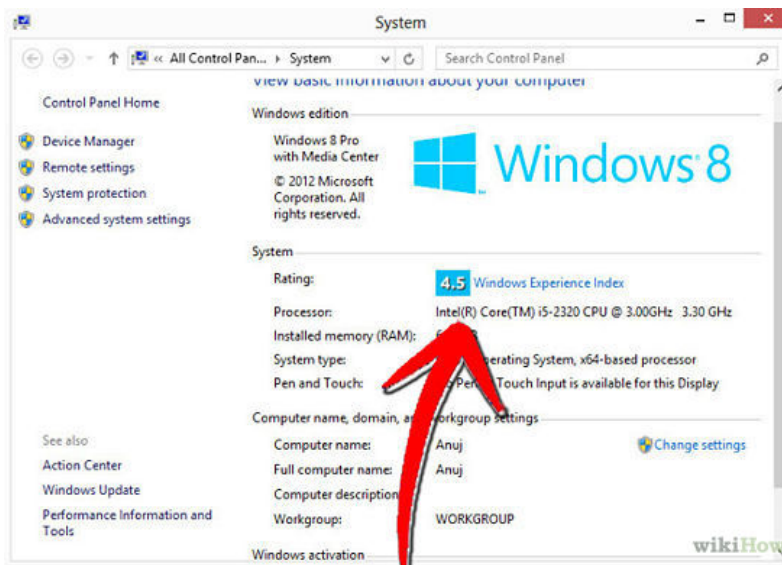 System
« All Control Pan... ▸ System
Search Control Panel
View basic information about your computer
Control Panel Home
Device Manager
Remote settings
System protection
Advanced system settings
Windows edition
Windows 8 Pro
with Media Center
© 2012 Microsoft
Corporation. All
rights reserved.
Windows 8
System
Rating: 4.5 Windows Experience Index
Processor: Intel(R) Core(TM) i5-2320 CPU @ 3.00GHz 3.30 GHz
Installed memory (RAM):
System type: Operating System, x64-based processor
Pen and Touch: Touch Input is available for this Display
Computer name, domain, settings
Computer name: Anuj
Change settings
Full computer name: Anuj
Computer description
Workgroup: WORKGROUP
Windows activation
See also
Action Center
Windows Update
Performance Information and
Tools
wikiHow